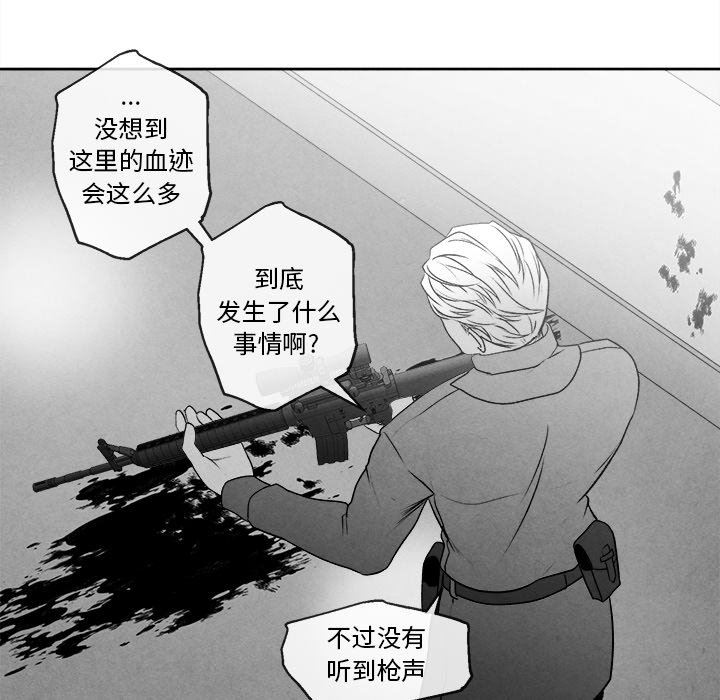 …
没想到
这里的血迹
会这么多
到底
发生了什么
事情啊?
不过没有
听到枪声